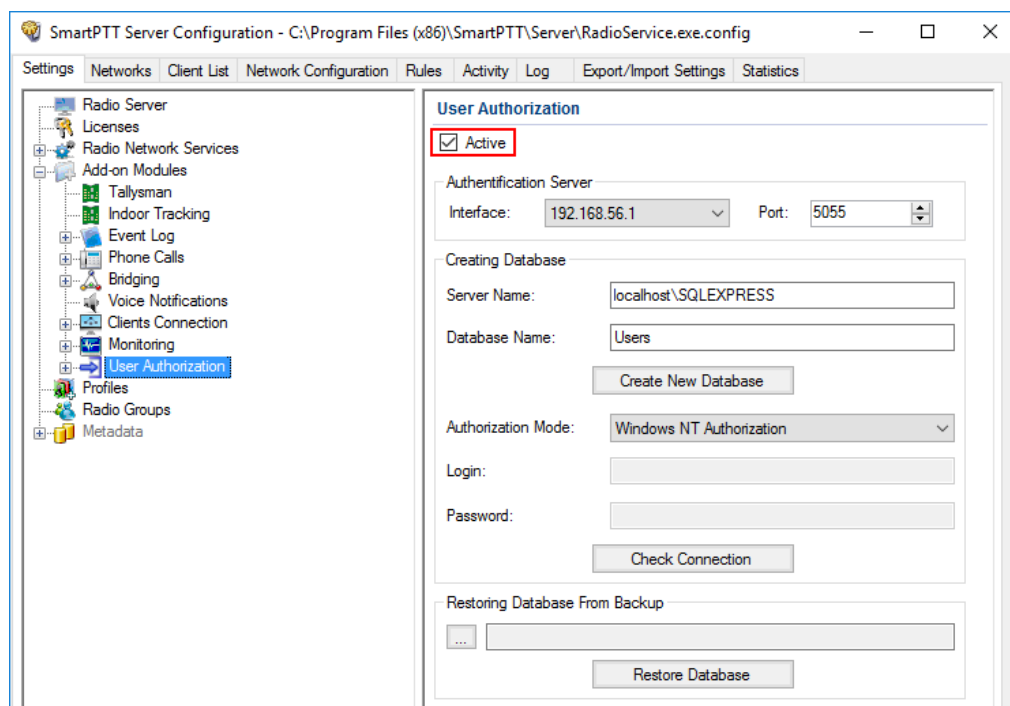 SmartPTT Server Configuration - C:\Program Files (x86)\SmartPTT\Server\RadioService.exe.config
Settings Networks Client List Network Configuration Rules Activity Log Export/Import Settings Statistics
Radio Server
Licenses
Radio Network Services
Add-on Modules
Tallysman
Indoor Tracking
Event Log
Phone Calls
Bridging
Voice Notifications
Clients Connection
Monitoring
User Authorization
Profiles
Radio Groups
Metadata
User Authorization
Active
Authentification Server
Interface: 192.168.56.1 Port: 5055
Creating Database
Server Name: localhost\SQLEXPRESS
Database Name: Users
Create New Database
Authorization Mode: Windows NT Authorization
Login:
Password:
Check Connection
Restoring Database From Backup
...
Restore Database